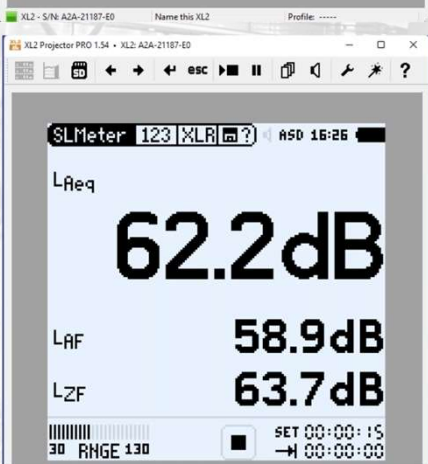 XL2 - S/N: A2A-21187-E0 Name this XL2 Profile: -----
XL2 Projector PRO 1.54 • XL2: A2A-21187-E0
SD esc ?
SLMeter 123 XLR ?) ASD 16:26
LAeq
62.2dB
LAF 58.9dB
LZF 63.7dB
SET 00:00:15
30 RNGE 130 00:00:00